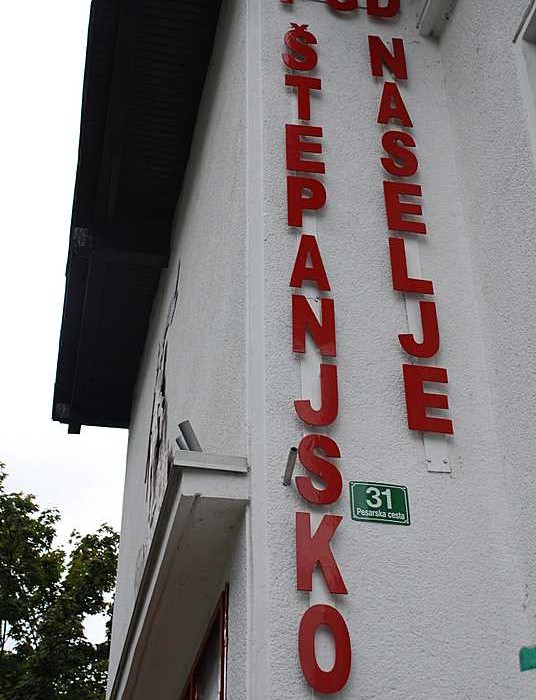 ŠTEPANJSKO
NASELJE
31
Pesarska cesta